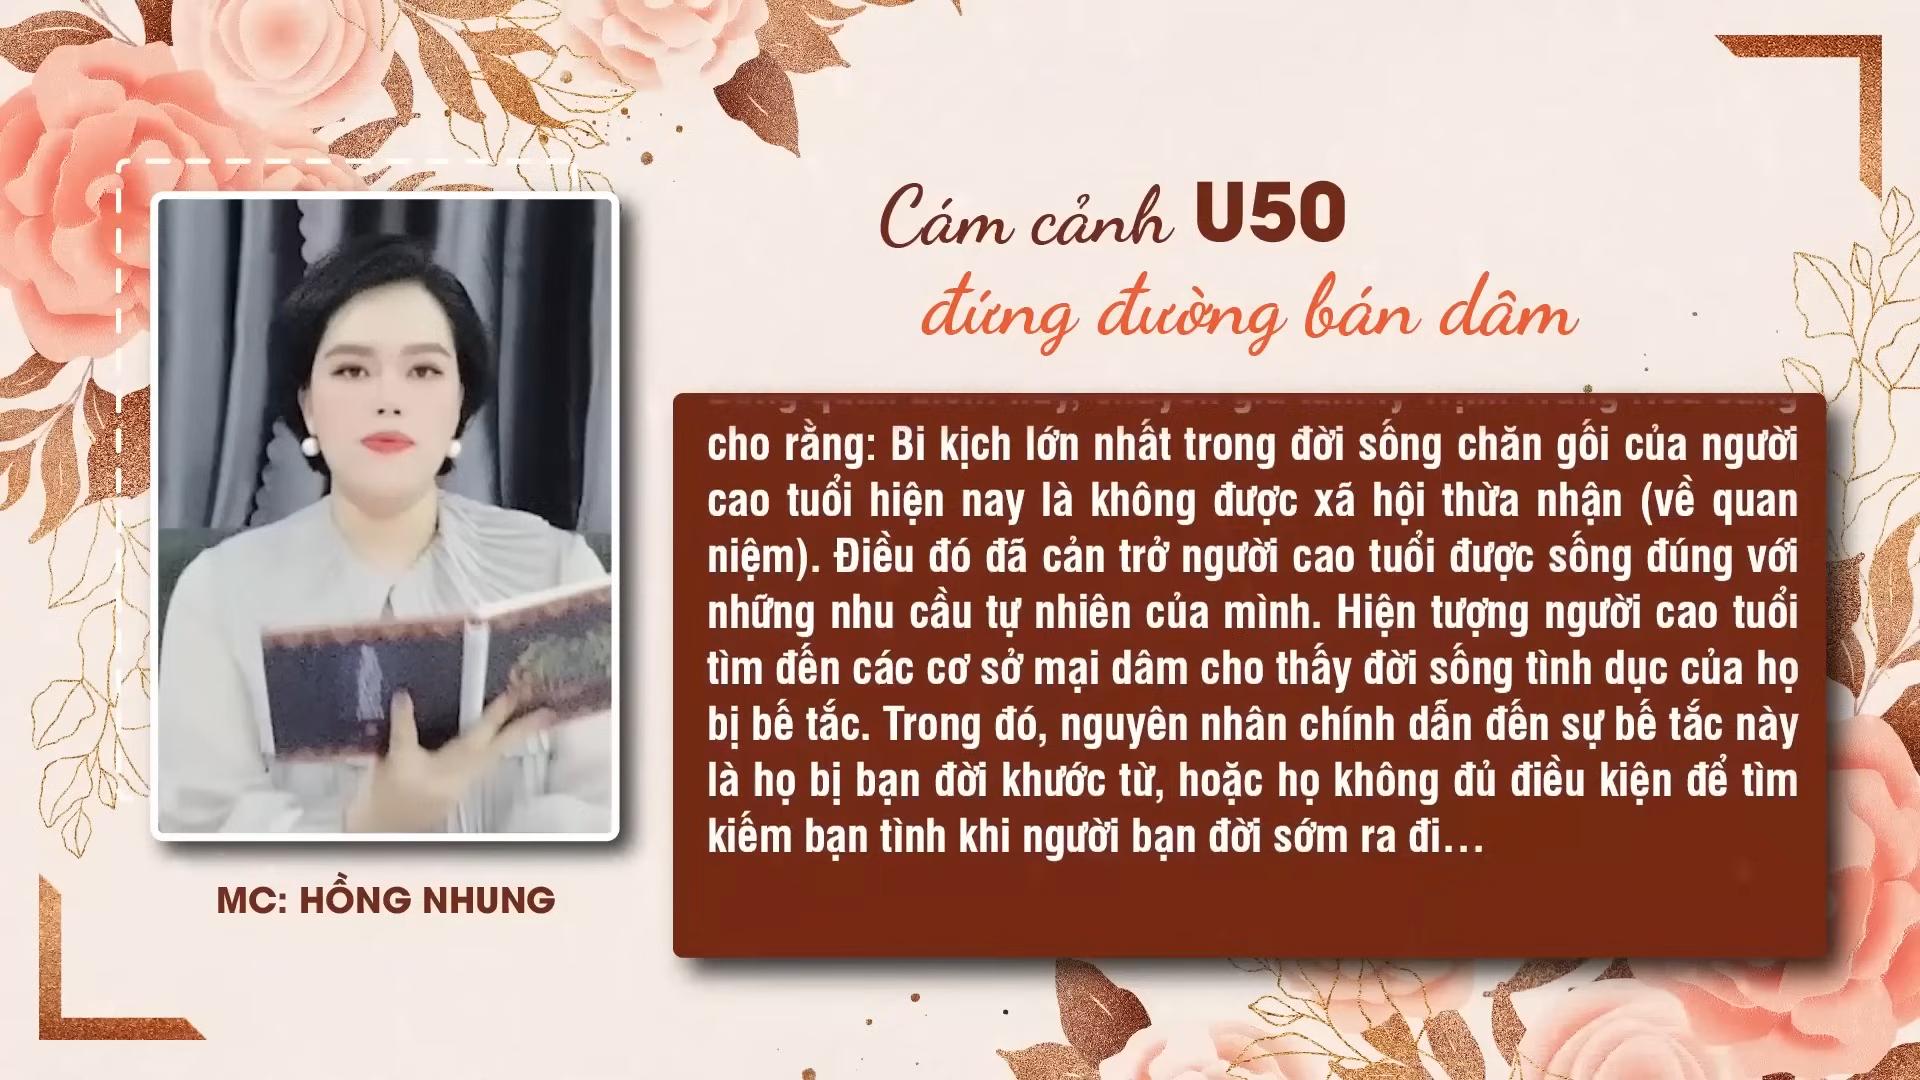 Cám cảnh U50
đứng đường bán dâm
cho rằng: Bi kịch lớn nhất trong đời sống chăn gối của người
cao tuổi hiện nay là không được xã hội thừa nhận (về quan
niệm). Điều đó đã cản trở người cao tuổi được sống đúng với
những nhu cầu tự nhiên của mình. Hiện tượng người cao tuổi
tìm đến các cơ sở mại dâm cho thấy đời sống tình dục của họ
bị bế tắc. Trong đó, nguyên nhân chính dẫn đến sự bế tắc này
là họ bị bạn đời khước từ, hoặc họ không đủ điều kiện để tìm
kiếm bạn tình khi người bạn đời sớm ra đi...
MC: HỒNG NHUNG